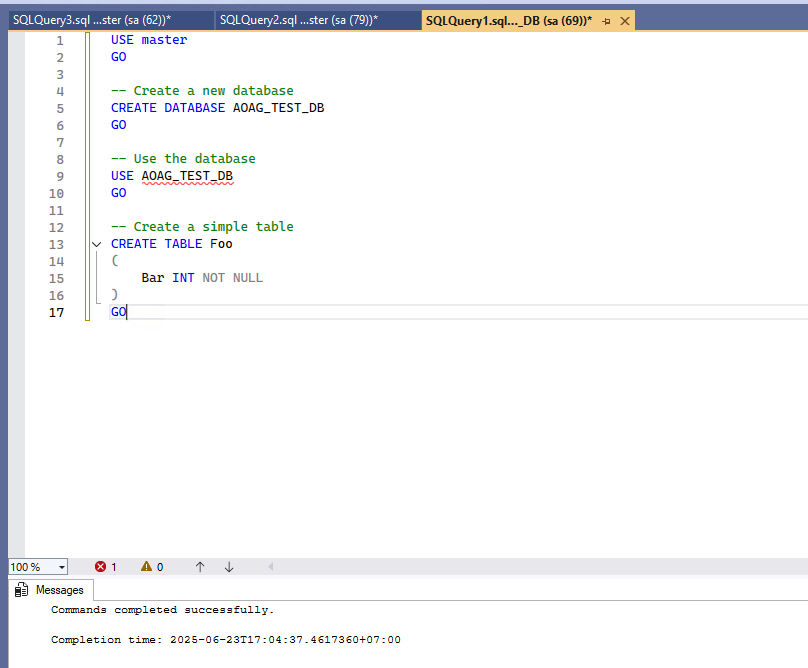 SQLQuery3.sql ...ster (sa (62))* SQLQuery2.sql ...ster (sa (79))* SQLQuery1.sql..._DB (sa (69))*
1 USE master
2 GO
3
4 -- Create a new database
5 CREATE DATABASE AOAG_TEST_DB
6 GO
7
8 -- Use the database
9 USE AOAG_TEST_DB
10 GO
11
12 -- Create a simple table
13 CREATE TABLE Foo
14 (
15 Bar INT NOT NULL
16 )
17 GO
100 % 1 0
Messages
Commands completed successfully.
Completion time: 2025-06-23T17:04:37.4617360+07:00